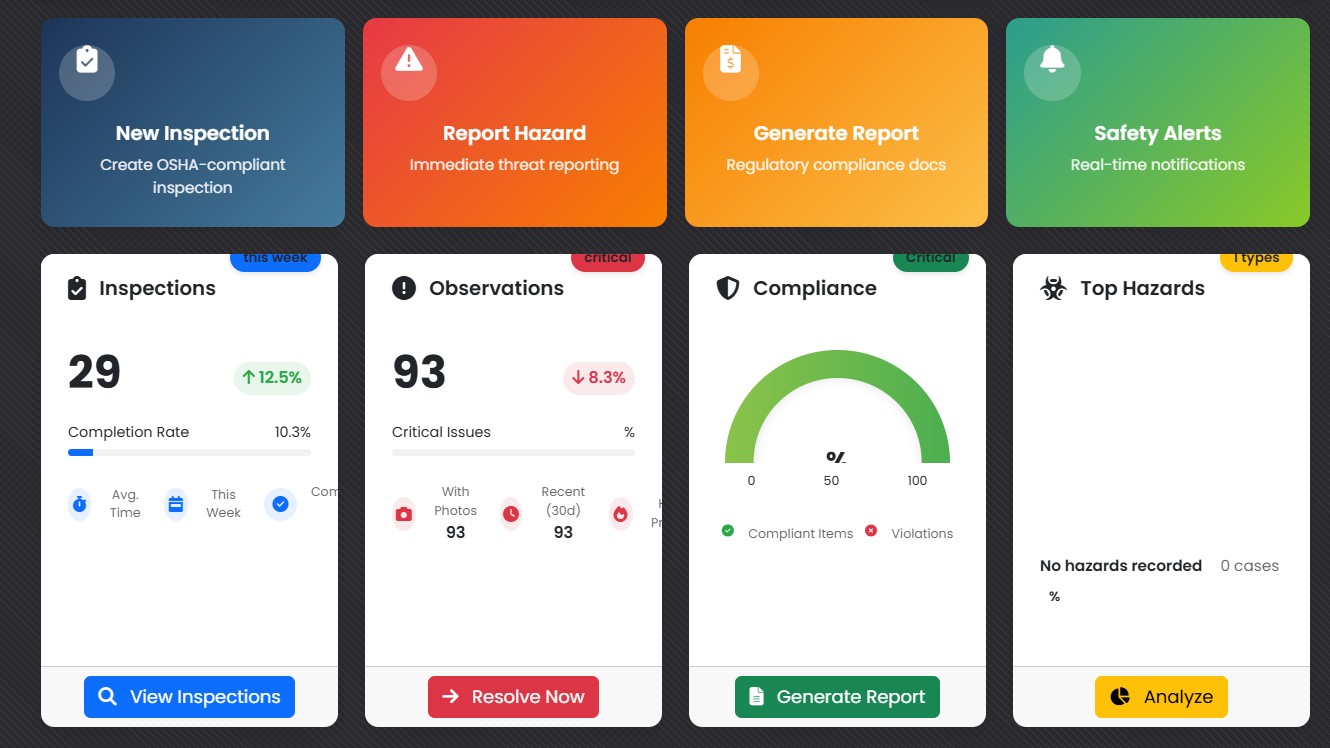 New Inspection
Create OSHA-compliant
inspection
Report Hazard
Immediate threat reporting
Generate Report
Regulatory compliance docs
Safety Alerts
Real-time notifications
this week
Inspections
29
12.5%
Completion Rate 10.3%
Avg.
Time
This
Week
critical
Observations
93
8.3%
Critical Issues %
With
Photos
93
Recent
(30d)
93
Critical
Compliance
%
0 50 100
Compliant Items Violations
types
Top Hazards
No hazards recorded 0 cases
%
View Inspections
Resolve Now
Generate Report
Analyze